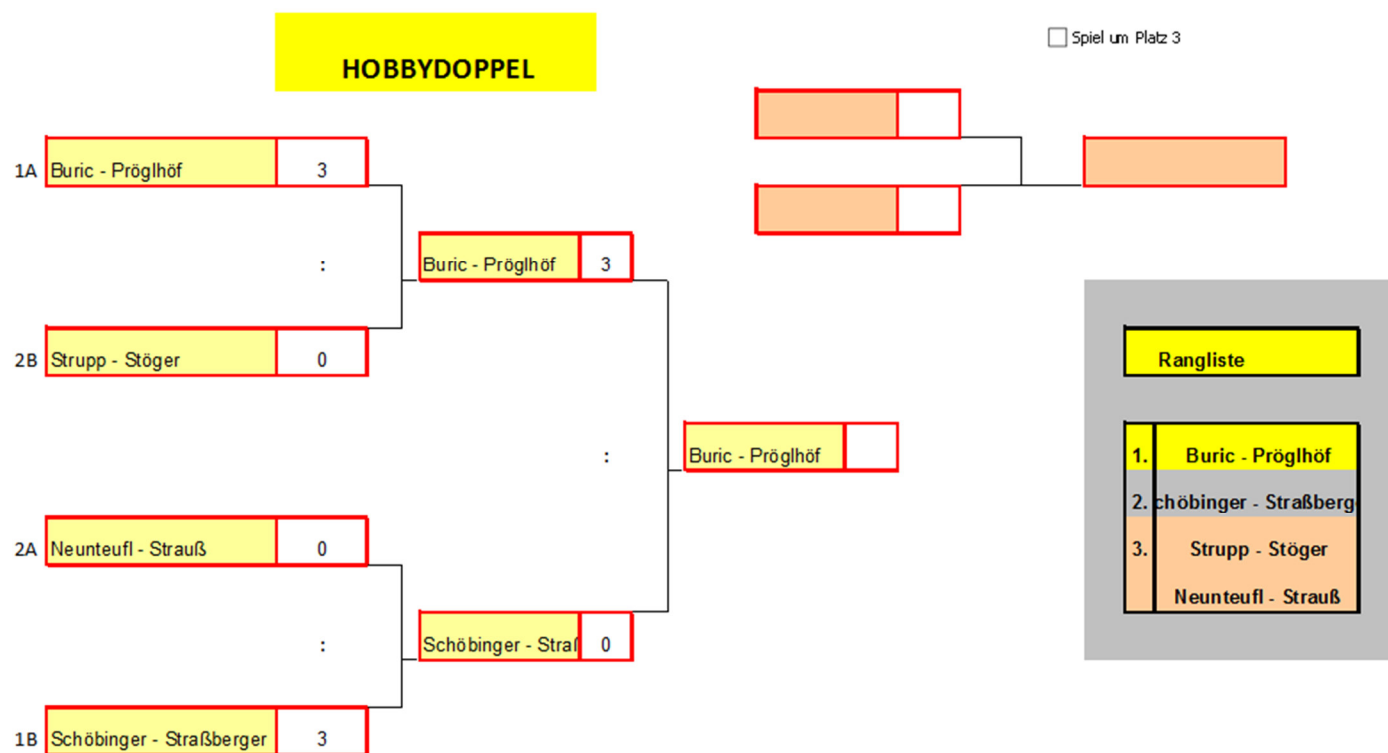 HOBBYDOPPEL
Spiel um Platz 3
1A Buric - Pröglhöf 3
:
Buric - Pröglhöf 3
2B Strupp - Stöger 0
:
Buric - Pröglhöf
2A Neunteufl - Strauß 0
:
Schöbinger - Straß 0
1B Schöbinger - Straßberger 3
Rangliste
1. Buric - Pröglhöf
2. chöbinger - Straßberge
3. Strupp - Stöger
Neunteufl - Strauß